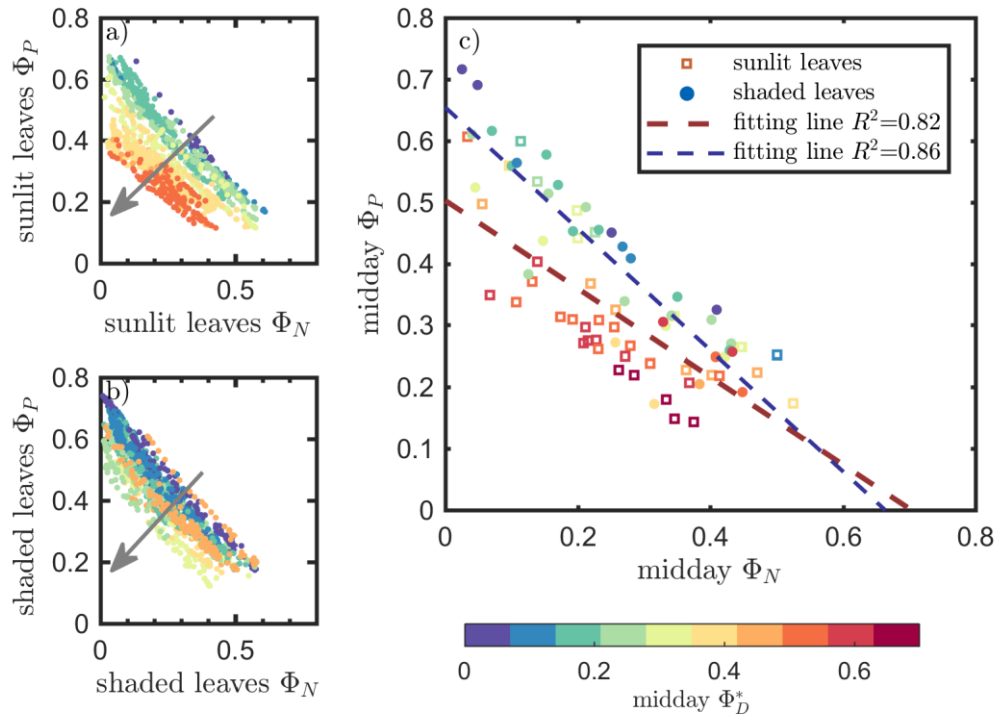 a)
0.8
0.6
0.4
0.2
0
0
0.5
sunlit leaves Φ_P
sunlit leaves Φ_N
b)
0.8
0.6
0.4
0.2
0
0
0.5
shaded leaves Φ_P
shaded leaves Φ_N
c)
0.8
0.7
0.6
0.5
0.4
0.3
0.2
0.1
0
0
0.2
0.4
0.6
0.8
midday Φ_P
midday Φ_N
sunlit leaves
shaded leaves
fitting line R²=0.82
fitting line R²=0.86
0
0.2
0.4
0.6
midday Φ*_D